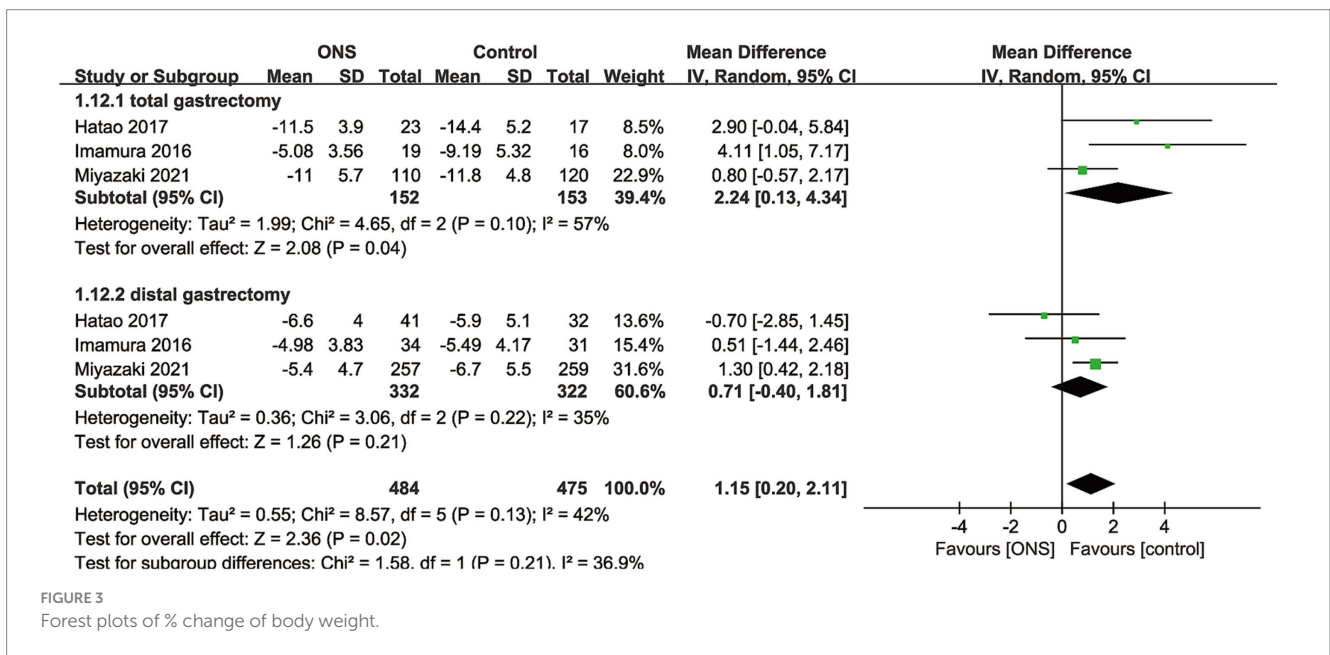 ONS Control Mean Difference Mean Difference
Study or Subgroup Mean SD Total Mean SD Total Weight IV, Random, 95% CI IV, Random, 95% CI
1.12.1 total gastrectomy
Hatao 2017 -11.5 3.9 23 -14.4 5.2 17 8.5% 2.90 [-0.04, 5.84]
Imamura 2016 -5.08 3.56 19 -9.19 5.32 16 8.0% 4.11 [1.05, 7.17]
Miyazaki 2021 -11 5.7 110 -11.8 4.8 120 22.9% 0.80 [-0.57, 2.17]
Subtotal (95% CI) 152 153 39.4% 2.24 [0.13, 4.34]
Heterogeneity: Tau² = 1.99; Chi² = 4.65, df = 2 (P = 0.10); I² = 57%
Test for overall effect: Z = 2.08 (P = 0.04)
1.12.2 distal gastrectomy
Hatao 2017 -6.6 4 41 -5.9 5.1 32 13.6% -0.70 [-2.85, 1.45]
Imamura 2016 -4.98 3.83 34 -5.49 4.17 31 15.4% 0.51 [-1.44, 2.46]
Miyazaki 2021 -5.4 4.7 257 -6.7 5.5 259 31.6% 1.30 [0.42, 2.18]
Subtotal (95% CI) 332 322 60.6% 0.71 [-0.40, 1.81]
Heterogeneity: Tau² = 0.36; Chi² = 3.06, df = 2 (P = 0.22); I² = 35%
Test for overall effect: Z = 1.26 (P = 0.21)
Total (95% CI) 484 475 100.0% 1.15 [0.20, 2.11]
Heterogeneity: Tau² = 0.55; Chi² = 8.57, df = 5 (P = 0.13); I² = 42%
Test for overall effect: Z = 2.36 (P = 0.02)
Test for subgroup differences: Chi² = 1.58, df = 1 (P = 0.21), I² = 36.9%
-4 -2 0 2 4
Favours [ONS] Favours [control]
FIGURE 3
Forest plots of % change of body weight.